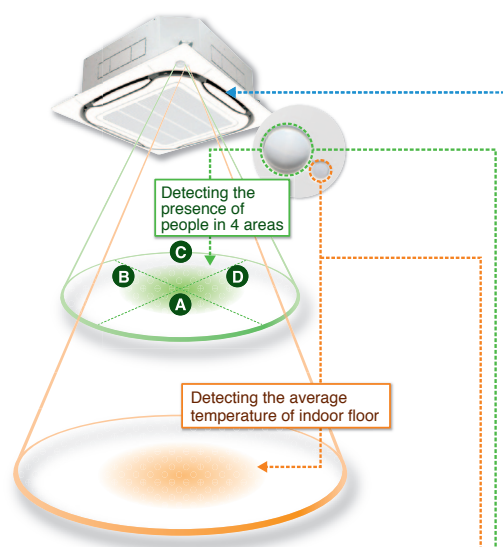 Detecting the
presence of
people in 4 areas
C
B
D
A
Detecting the average
temperature of indoor floor